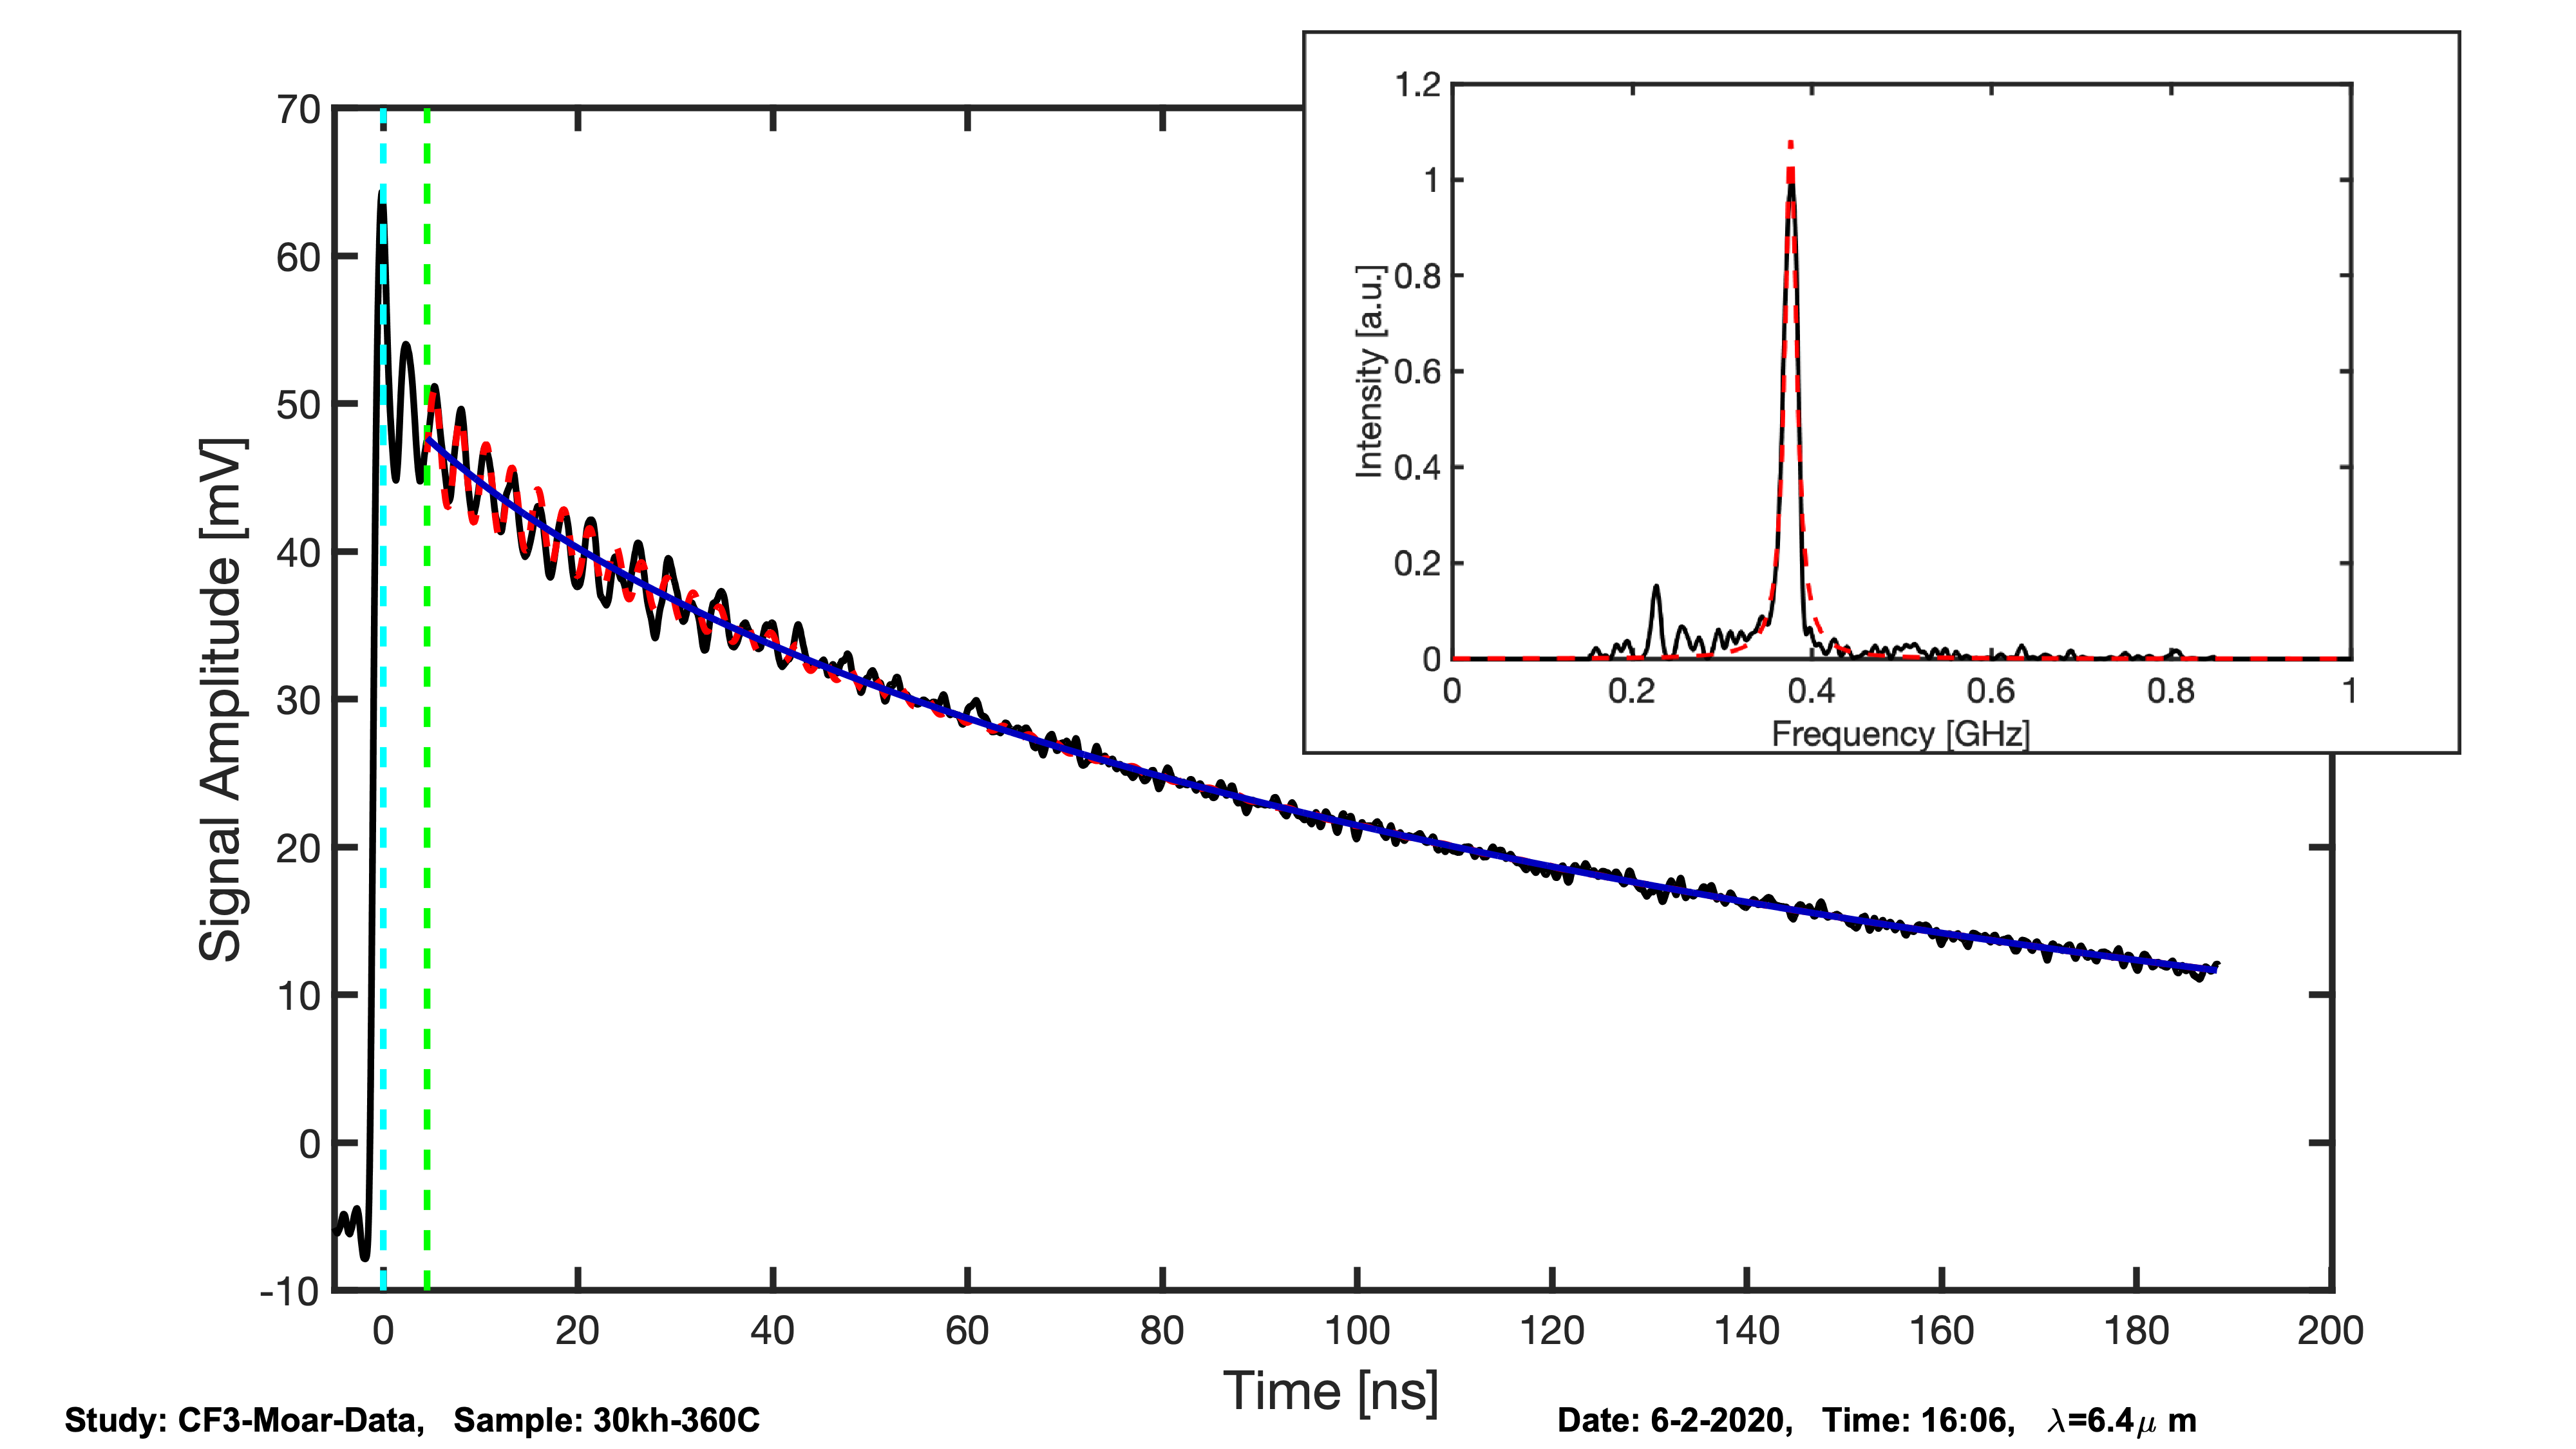 1.2
1
0.8
0.6
0.4
0.2
0
Intensity [a.u.]
0 0.2 0.4 0.6 0.8 1
Frequency [GHz]
70
60
50
40
30
20
10
0
-10
Signal Amplitude [mV]
0 20 40 60 80 100 120 140 160 180 200
Time [ns]
Study: CF3-Moar-Data, Sample: 30kh-360C
Date: 6-2-2020, Time: 16:06, λ=6.4μ m